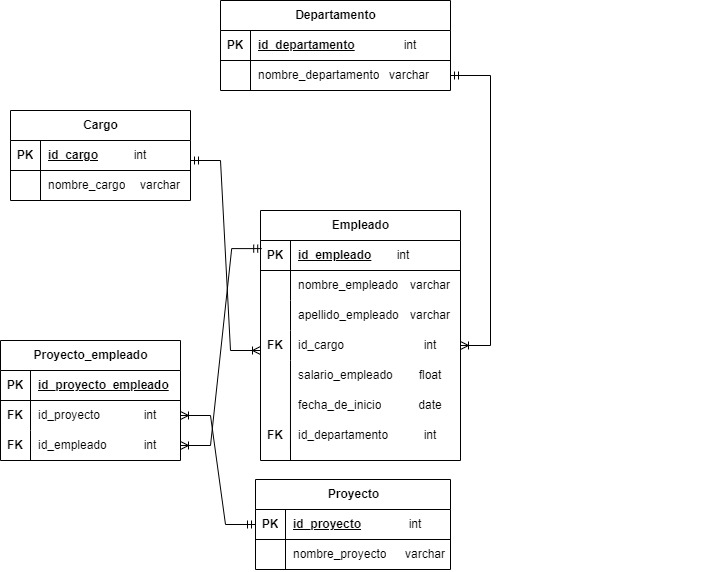 Departamento
PK id_departamento int
nombre_departamento varchar
Cargo
PK id_cargo int
nombre_cargo varchar
Empleado
PK id_empleado int
nombre_empleado varchar
apellido_empleado varchar
FK id_cargo int
salario_empleado float
fecha_de_inicio date
FK id_departamento int
Proyecto_empleado
PK id_proyecto_empleado
FK id_proyecto int
FK id_empleado int
Proyecto
PK id_proyecto int
nombre_proyecto varchar